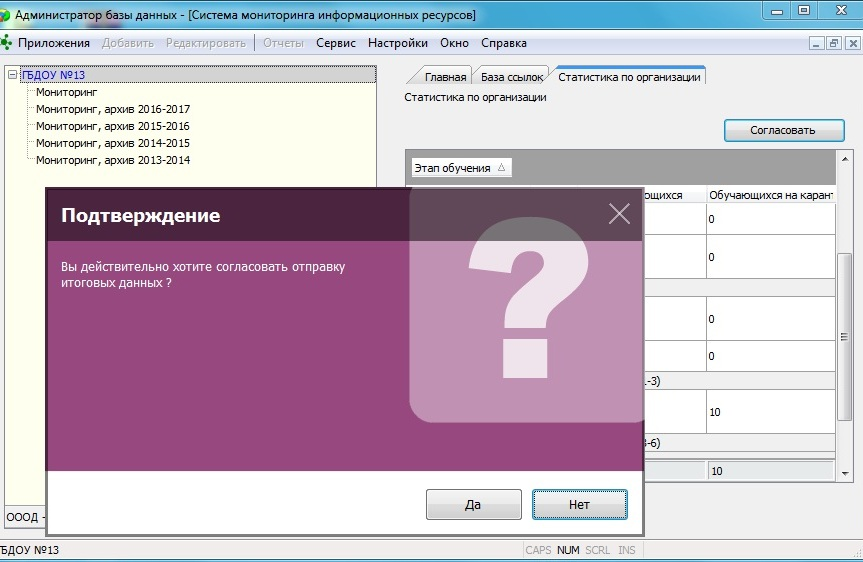 Администратор базы данных - [Система мониторинга информационных ресурсов]
Приложения Добавить Редактировать Отчеты Сервис Настройки Окно Справка
ГБДОУ №13
Мониторинг
Мониторинг, архив 2016-2017
Мониторинг, архив 2015-2016
Мониторинг, архив 2014-2015
Мониторинг, архив 2013-2014
Главная База ссылок Статистика по организации
Статистика по организации
Согласовать
Этап обучения
ющихся Обучающихся на карант
0
0
0
0
-3)
10
-6)
10
Подтверждение
Вы действительно хотите согласовать отправку
итоговых данных ?
?
Да Нет
ОООД -
БДОУ №13 CAPS NUM SCRL INS